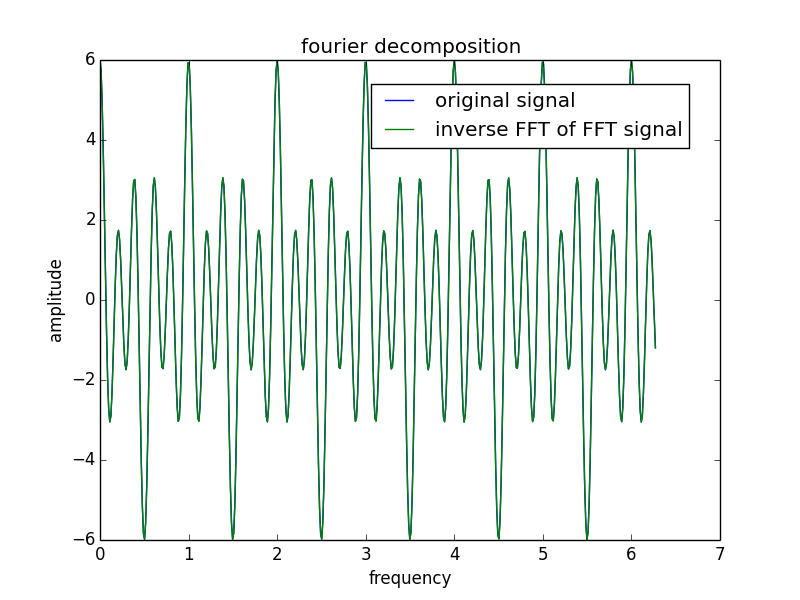 fourier decomposition
original signal
inverse FFT of FFT signal
6
4
2
0
−2
−4
−6
amplitude
0 1 2 3 4 5 6 7
frequency